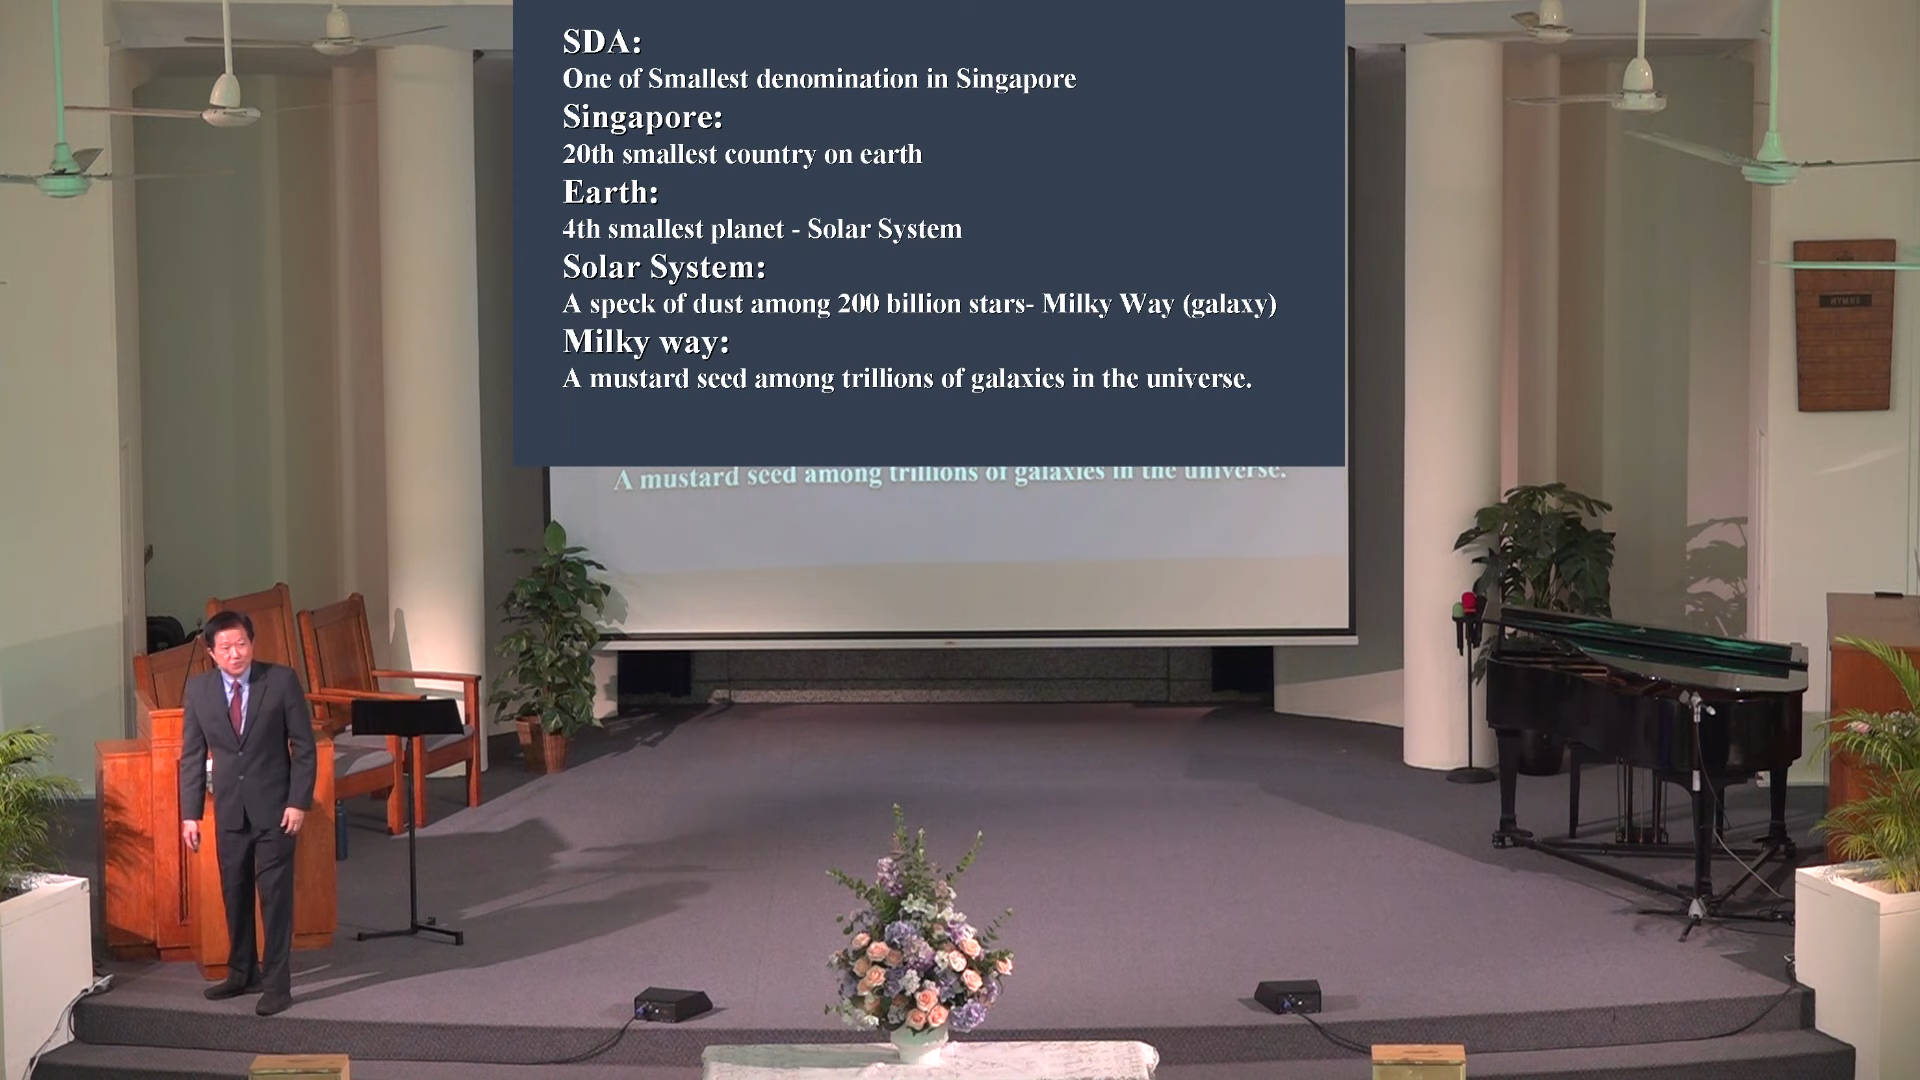 SDA:
One of Smallest denomination in Singapore
Singapore:
20th smallest country on earth
Earth:
4th smallest planet - Solar System
Solar System:
A speck of dust among 200 billion stars- Milky Way (galaxy)
Milky way:
A mustard seed among trillions of galaxies in the universe.
A mustard seed among trillions of galaxies in the universe.
HYMNS